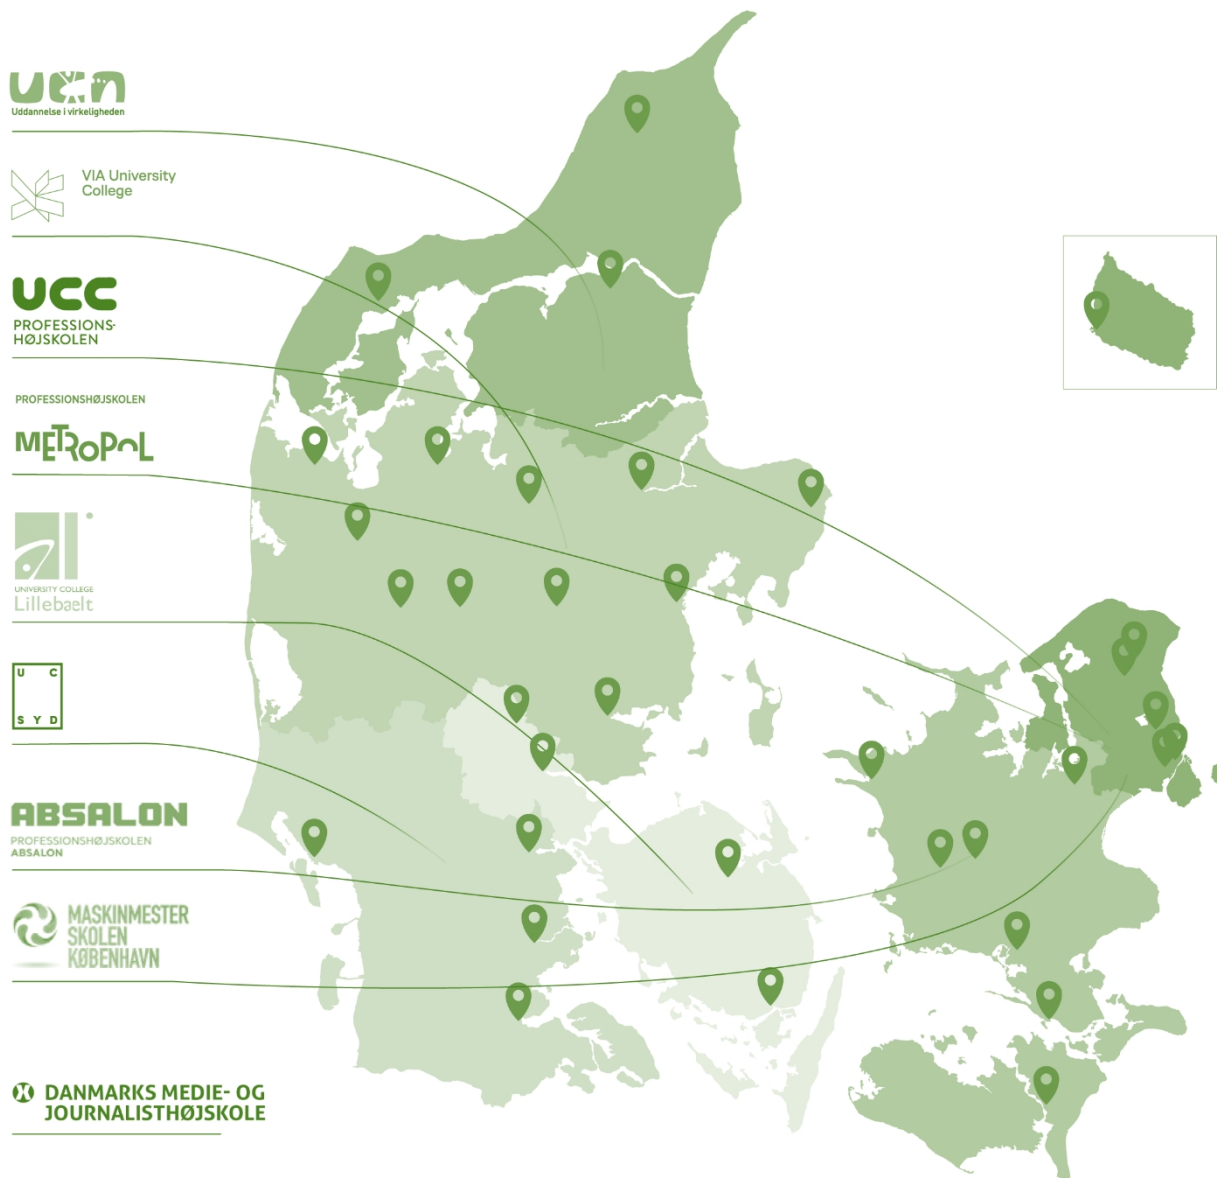 ucn
Uddannelse i virkeligheden
VIA University
College
UCC
PROFESSIONS-
HØJSKOLEN
PROFESSIONSHØJSKOLEN
METROPOL
UNIVERSITY COLLEGE
Lillebaelt
U C
S Y D
ABSALON
PROFESSIONSHØJSKOLEN
ABSALON
MASKINMESTER
SKOLEN
KØBENHAVN
DANMARKS MEDIE- OG
JOURNALISTHØJSKOLE